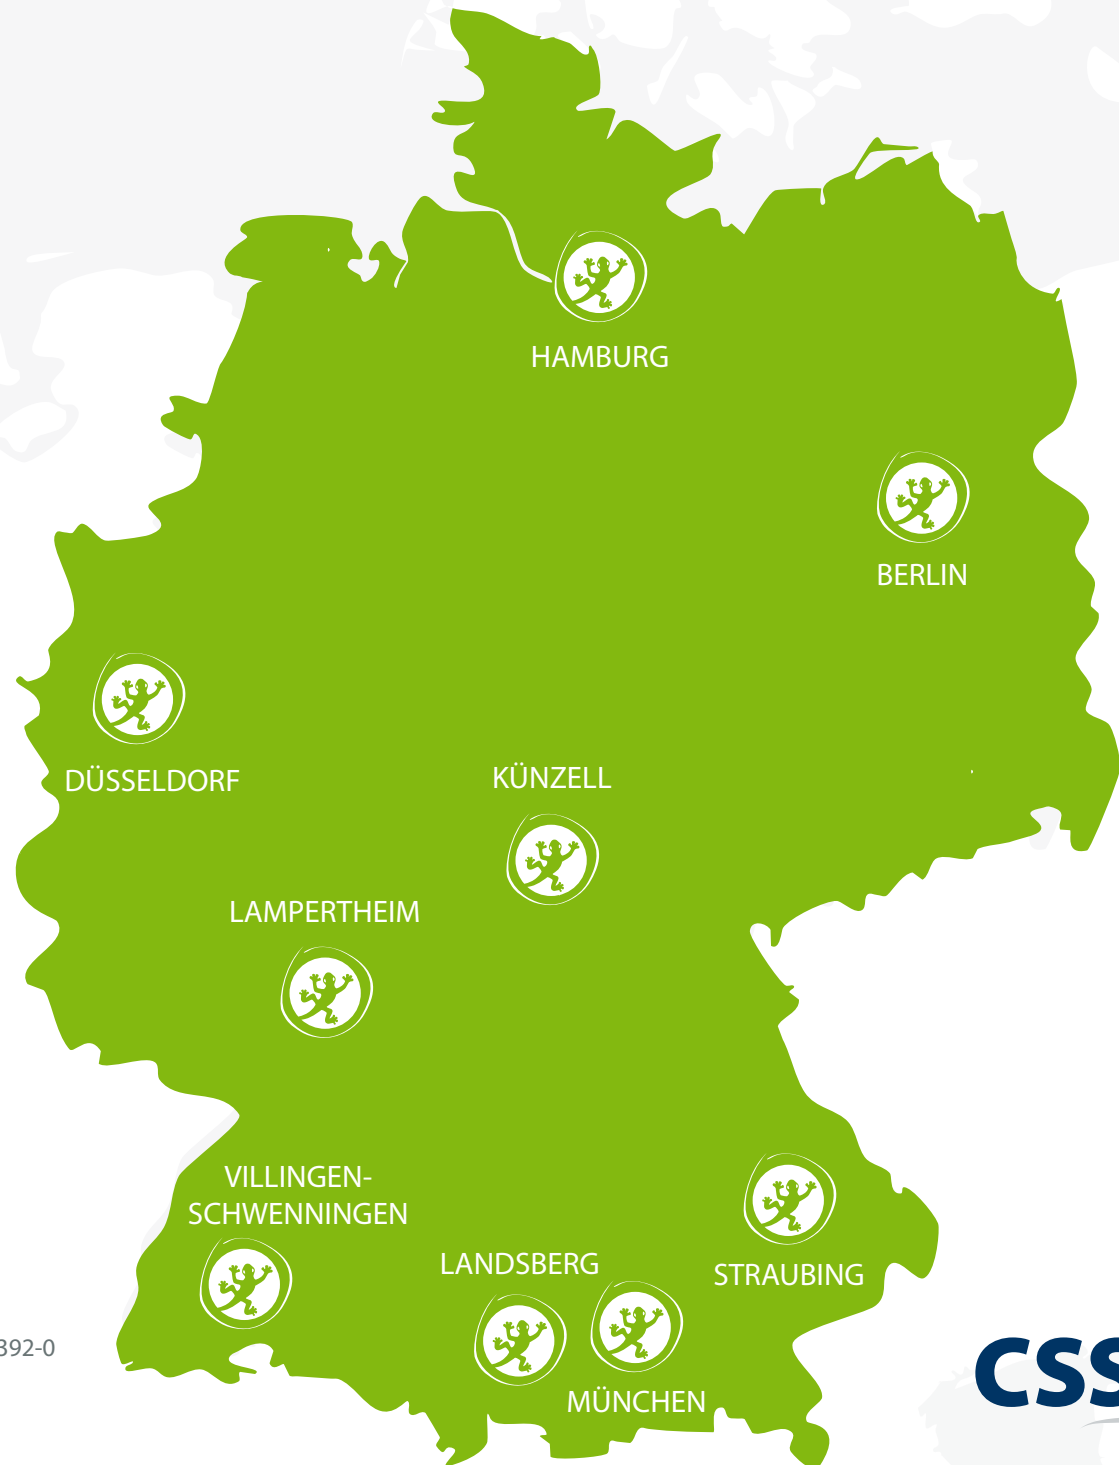 HAMBURG
BERLIN
DÜSSELDORF
KÜNZELL
LAMPERTHEIM
VILLINGEN-
SCHWENNINGEN
LANDSBERG
STRAUBING
MÜNCHEN
392-0
CSS